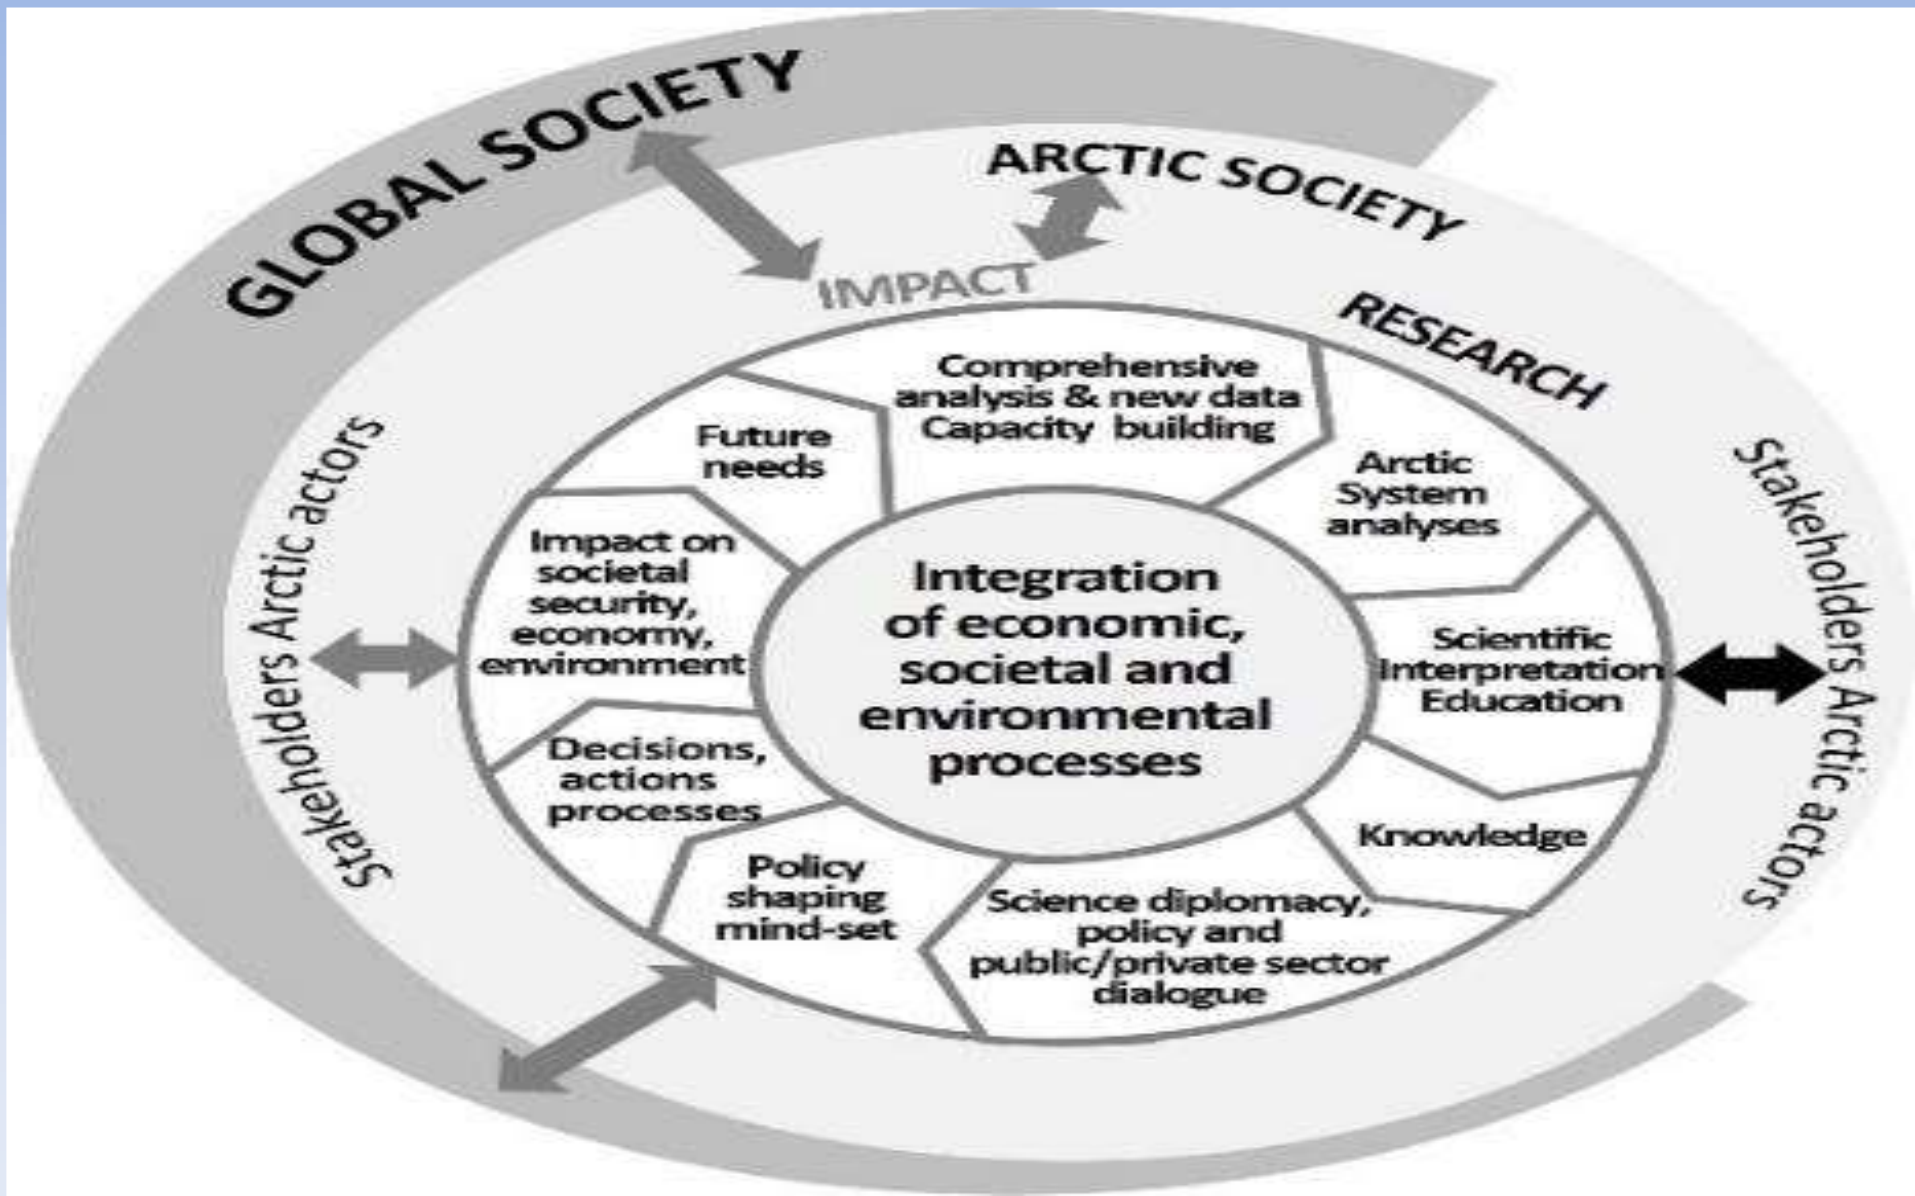 GLOBAL SOCIETY
ARCTIC SOCIETY
IMPACT
RESEARCH
Stakeholders Arctic actors
Stakeholders Arctic actors
Comprehensive
analysis & new data
Capacity building
Arctic
System
analyses
Scientific
Interpretation
Education
Knowledge
Science diplomacy,
policy and
public/private sector
dialogue
Policy
shaping
mind-set
Decisions,
actions
processes
Impact on
societal
security,
economy,
environment
Future
needs
Integration
of economic,
societal and
environmental
processes